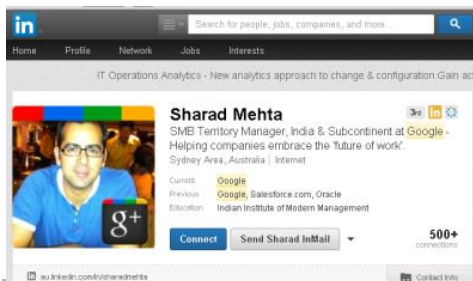 in
Search for people, jobs, companies, and more...
Home Profile Network Jobs Interests
IT Operations Analytics - New analytics approach to change & configuration Gain ac
Sharad Mehta
3rd in
SMB Territory Manager, India & Subcontinent at Google -
Helping companies embrace the 'future of work'.
Sydney Area, Australia | Internet
Current Google
Previous Google, Salesforce.com, Oracle
Education Indian Institute of Modern Management
g+
Connect Send Sharad InMail
500+
connections
au.linkedin.com/in/sharadmehta
Contact Info